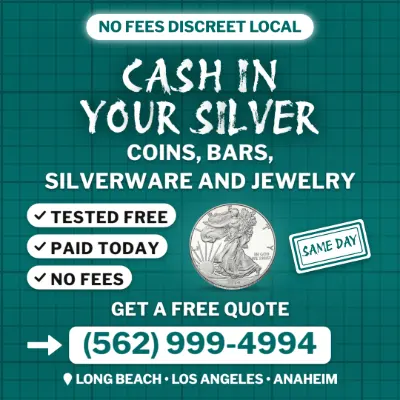 NO FEES DISCREET LOCAL
CASH IN
YOUR SILVER
COINS, BARS,
SILVERWARE AND JEWELRY
TESTED FREE
PAID TODAY
NO FEES
SAME DAY
GET A FREE QUOTE
(562) 999-4994
LONG BEACH • LOS ANGELES • ANAHEIM